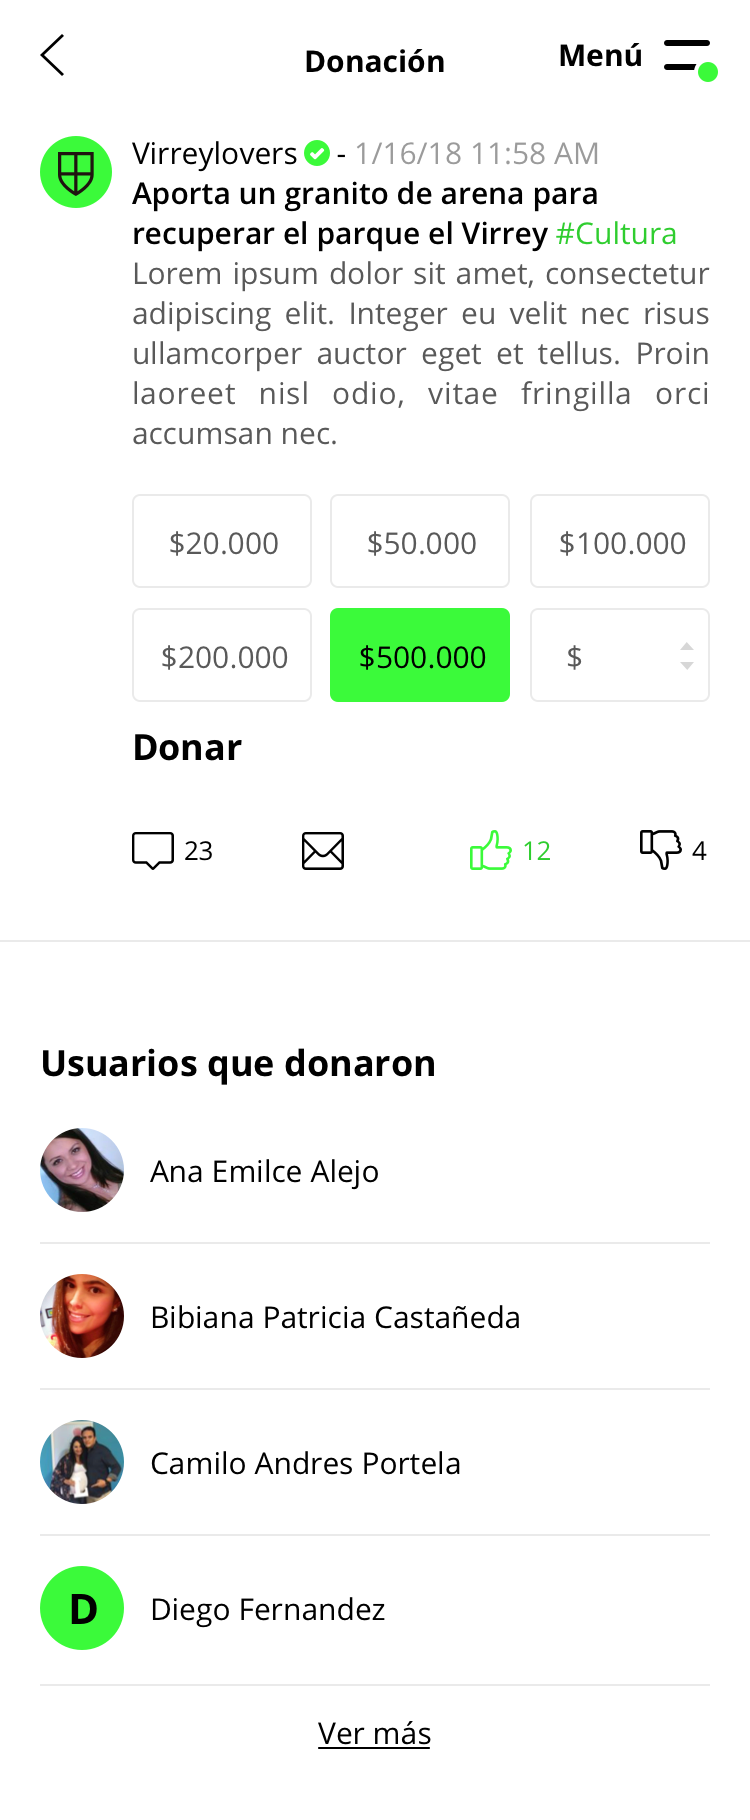 Donación
Menú
Virreylovers - 1/16/18 11:58 AM
Aporta un granito de arena para
recuperar el parque el Virrey #Cultura
Lorem ipsum dolor sit amet, consectetur
adipiscing elit. Integer eu velit nec risus
ullamcorper auctor eget et tellus. Proin
laoreet nisl odio, vitae fringilla orci
accumsan nec.
$20.000 $50.000 $100.000
$200.000 $500.000 $
Donar
23 12 4
Usuarios que donaron
Ana Emilce Alejo
Bibiana Patricia Castañeda
Camilo Andres Portela
D Diego Fernandez
Ver más